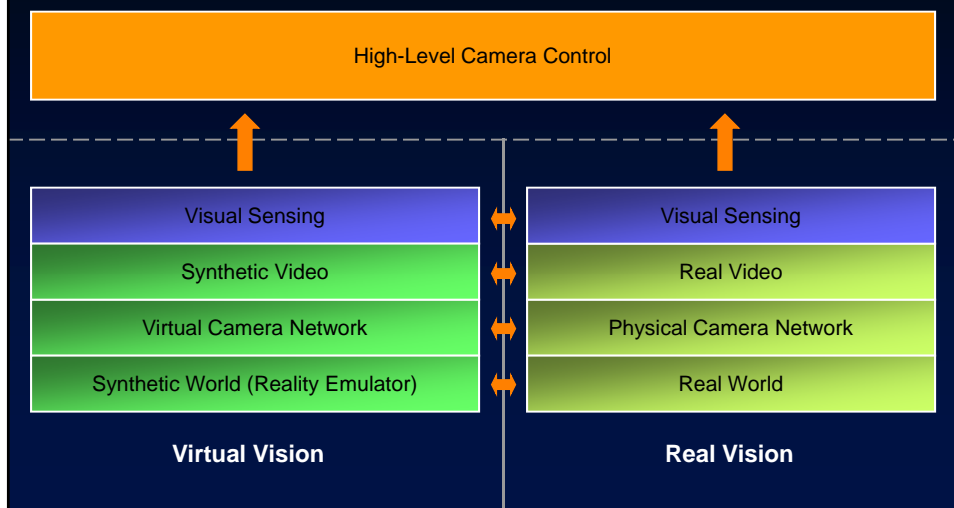 High-Level Camera Control
Visual Sensing
Synthetic Video
Virtual Camera Network
Synthetic World (Reality Emulator)
Virtual Vision
Visual Sensing
Real Video
Physical Camera Network
Real World
Real Vision